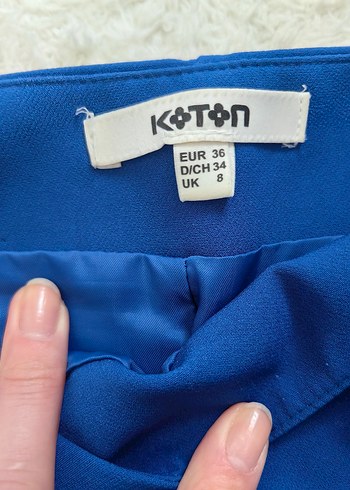 KOTON
EUR 36
D/CH 34
UK 8